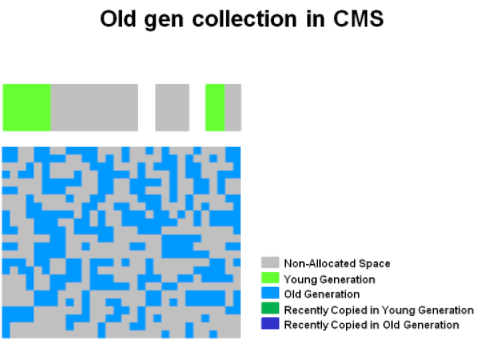 Old gen collection in CMS
Non-Allocated Space
Young Generation
Old Generation
Recently Copied in Young Generation
Recently Copied in Old Generation